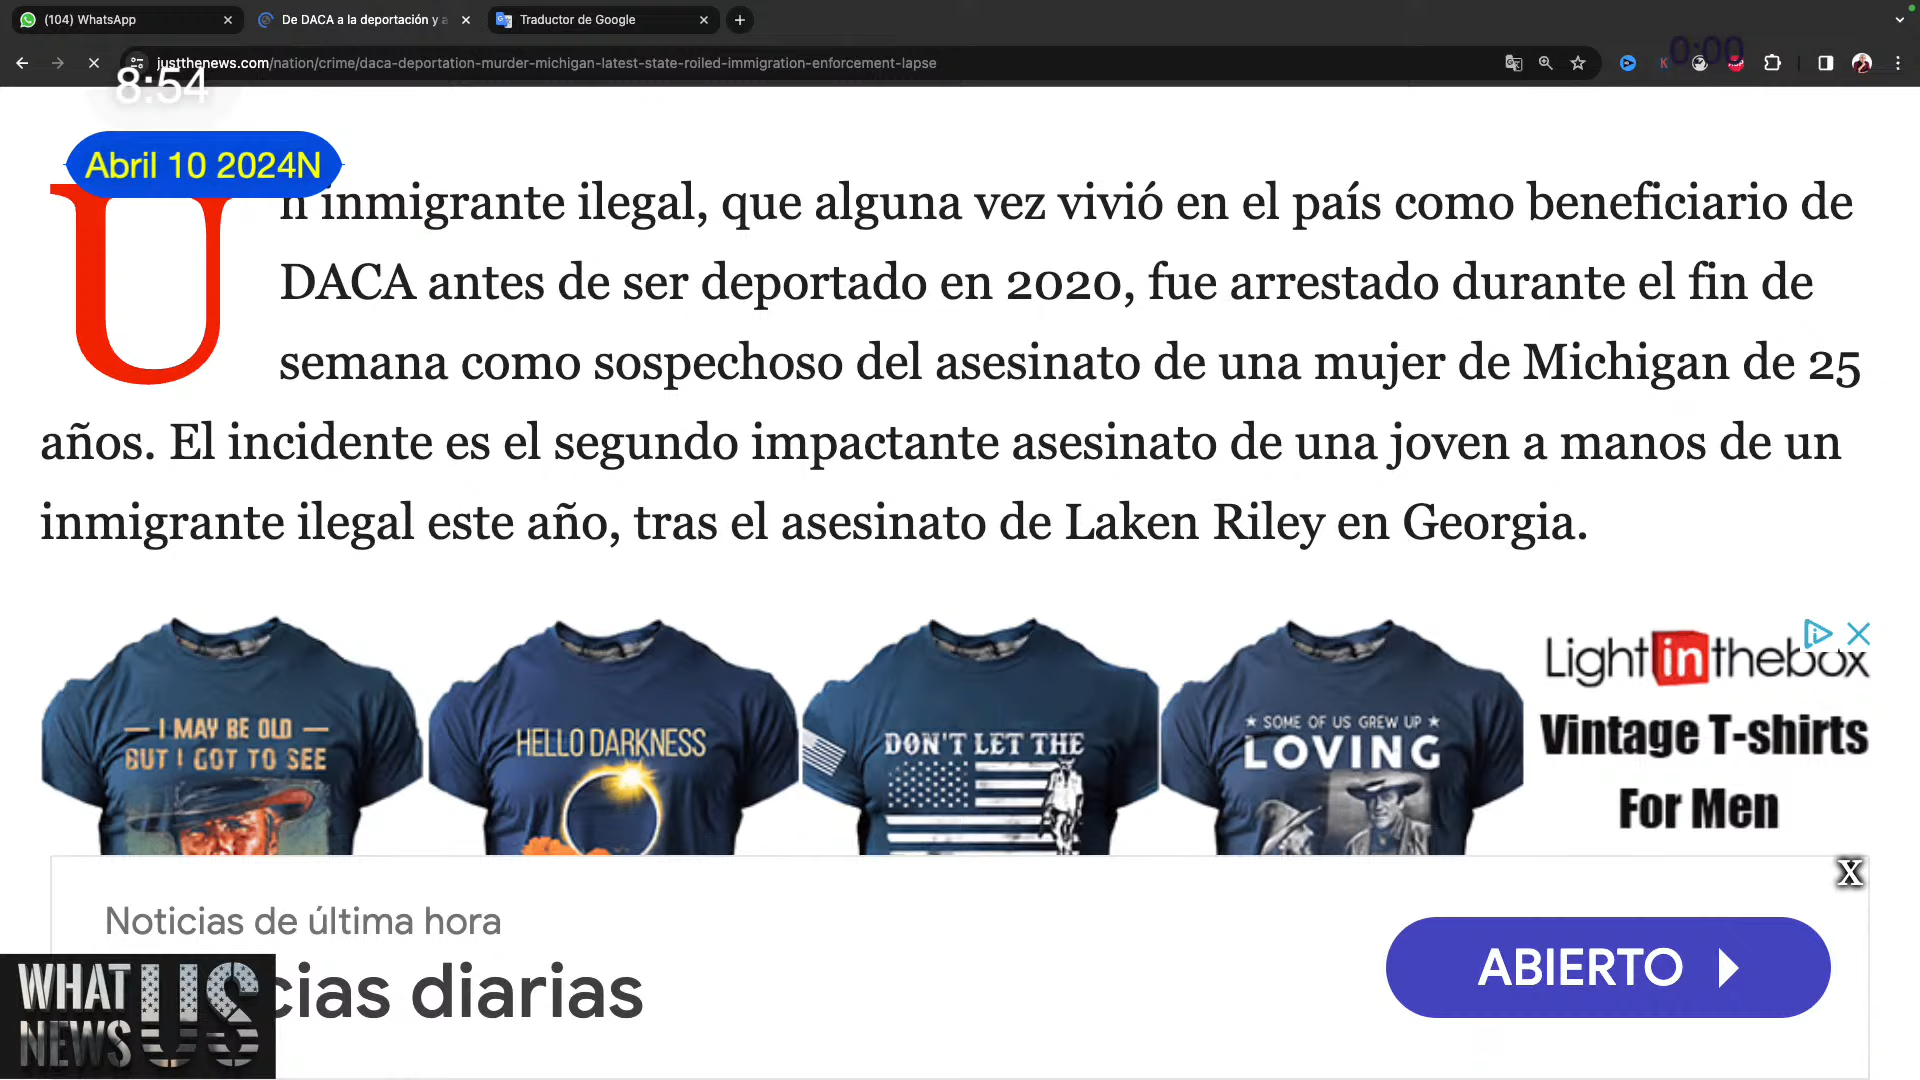 (104) WhatsApp
De DACA a la deportación y a
Traductor de Google
justthenews.com/nation/crime/daca-deportation-murder-michigan-latest-state-roiled-immigration-enforcement-lapse
0:00
8:54
Abril 10 2024N
Un inmigrante ilegal, que alguna vez vivió en el país como beneficiario de
DACA antes de ser deportado en 2020, fue arrestado durante el fin de
semana como sospechoso del asesinato de una mujer de Michigan de 25
años. El incidente es el segundo impactante asesinato de una joven a manos de un
inmigrante ilegal este año, tras el asesinato de Laken Riley en Georgia.
I MAY BE OLD
BUT I GOT TO SEE
HELLO DARKNESS
DON'T LET THE
SOME OF US GREW UP
LOVING
Light in the box
Vintage T-shirts
For Men
X
Noticias de última hora
cias diarias
ABIERTO
WHAT
NEWS
US